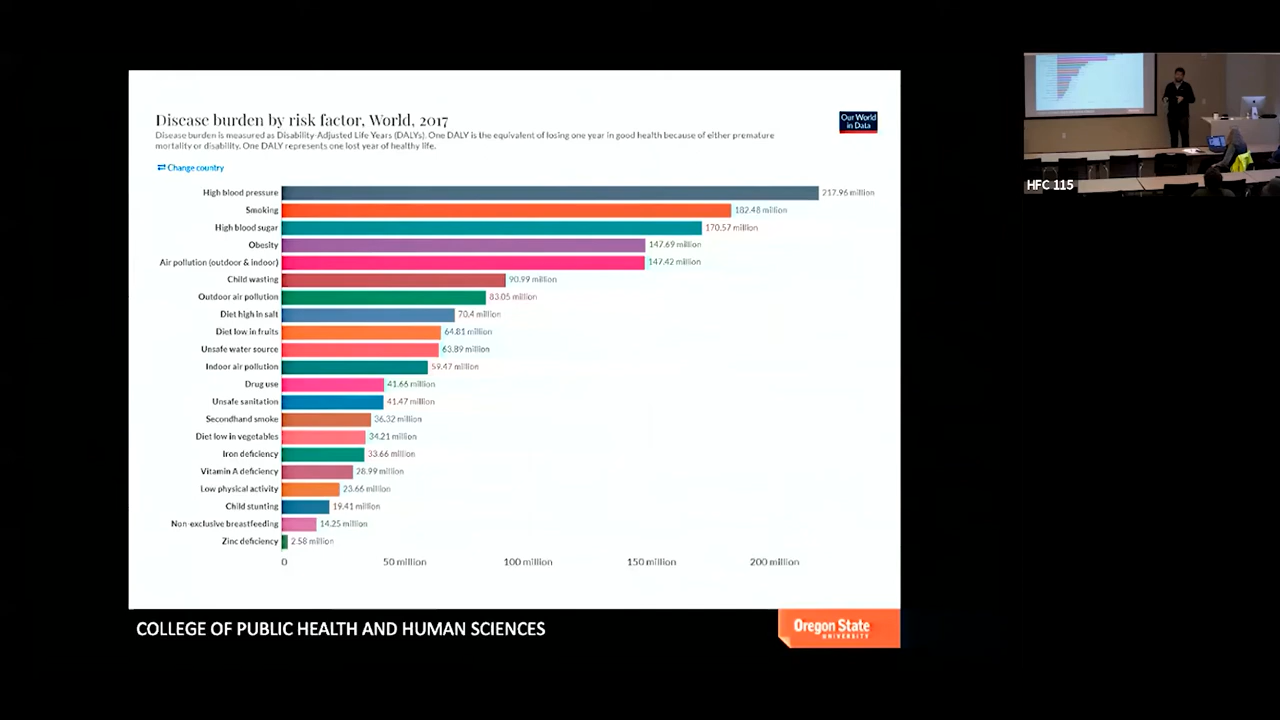 Disease burden by risk factor, World, 2017
Disease burden is measured as Disability-Adjusted Life Years (DALYs). One DALY is the equivalent of losing one year in good health because of either premature
mortality or disability. One DALY represents one lost year of healthy life.
Our World
in Data
Change country
High blood pressure 217.96 million
Smoking 182.48 million
High blood sugar 170.57 million
Obesity 147.69 million
Air pollution (outdoor & indoor) 147.42 million
Child wasting 90.99 million
Outdoor air pollution 83.05 million
Diet high in salt 70.4 million
Diet low in fruits 64.81 million
Unsafe water source 63.89 million
Indoor air pollution 59.47 million
Drug use 41.66 million
Unsafe sanitation 41.47 million
Secondhand smoke 36.32 million
Diet low in vegetables 34.21 million
Iron deficiency 33.66 million
Vitamin A deficiency 28.99 million
Low physical activity 23.66 million
Child stunting 19.41 million
Non-exclusive breastfeeding 14.25 million
Zinc deficiency 2.58 million
0 50 million 100 million 150 million 200 million
COLLEGE OF PUBLIC HEALTH AND HUMAN SCIENCES
Oregon State
UNIVERSITY
HFC 115